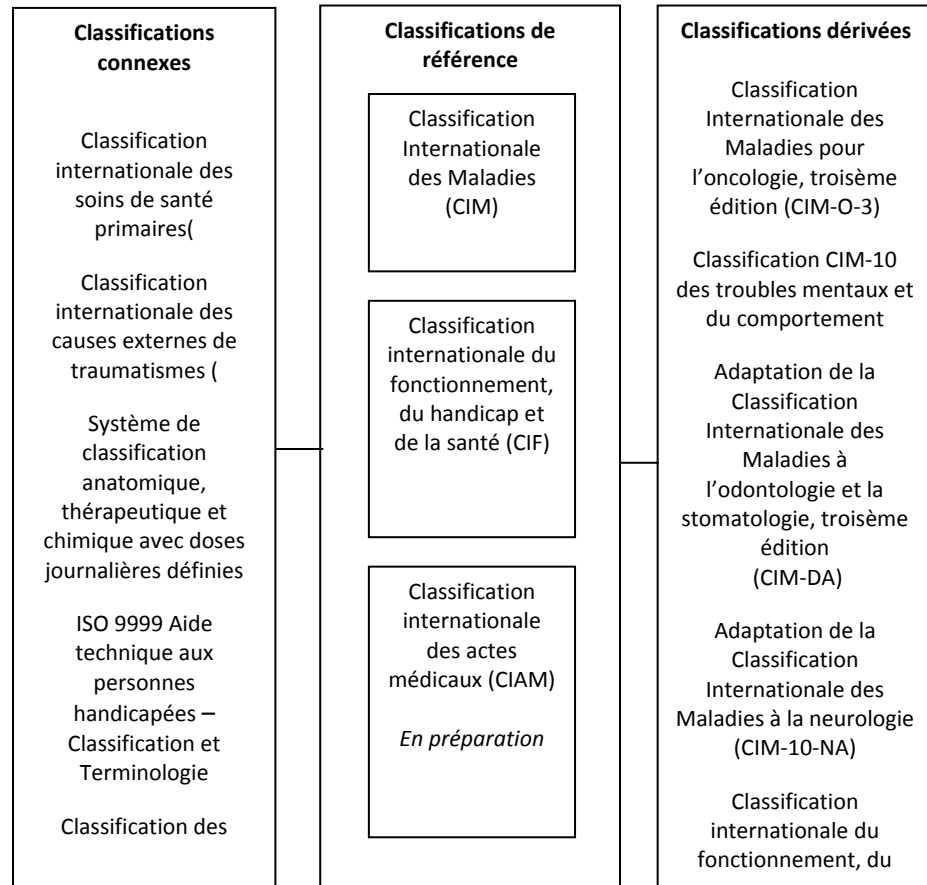 Classifications
connexes
Classification
internationale des
soins de santé
primaires(
Classification
internationale des
causes externes de
traumatismes (
Système de
classification
anatomique,
thérapeutique et
chimique avec doses
journalières définies
ISO 9999 Aide
technique aux
personnes
handicapées –
Classification et
Terminologie
Classification des
Classifications de
référence
Classification
Internationale
des Maladies
(CIM)
Classification
internationale du
fonctionnement,
du handicap et
de la santé (CIF)
Classification
internationale
des actes
médicaux (CIAM)
En préparation
Classifications dérivées
Classification
Internationale des
Maladies pour
l’oncologie, troisème
édition (CIM-O-3)
Classification CIM-10
des troubles mentaux et
du comportement
Adaptation de la
Classification
Internationale des
Maladies à
l’odontologie et la
stomatologie, troisème
édition
(CIM-DA)
Adaptation de la
Classification
Internationale des
Maladies à la neurologie
(CIM-10-NA)
Classification
internationale du
fonctionnement, du